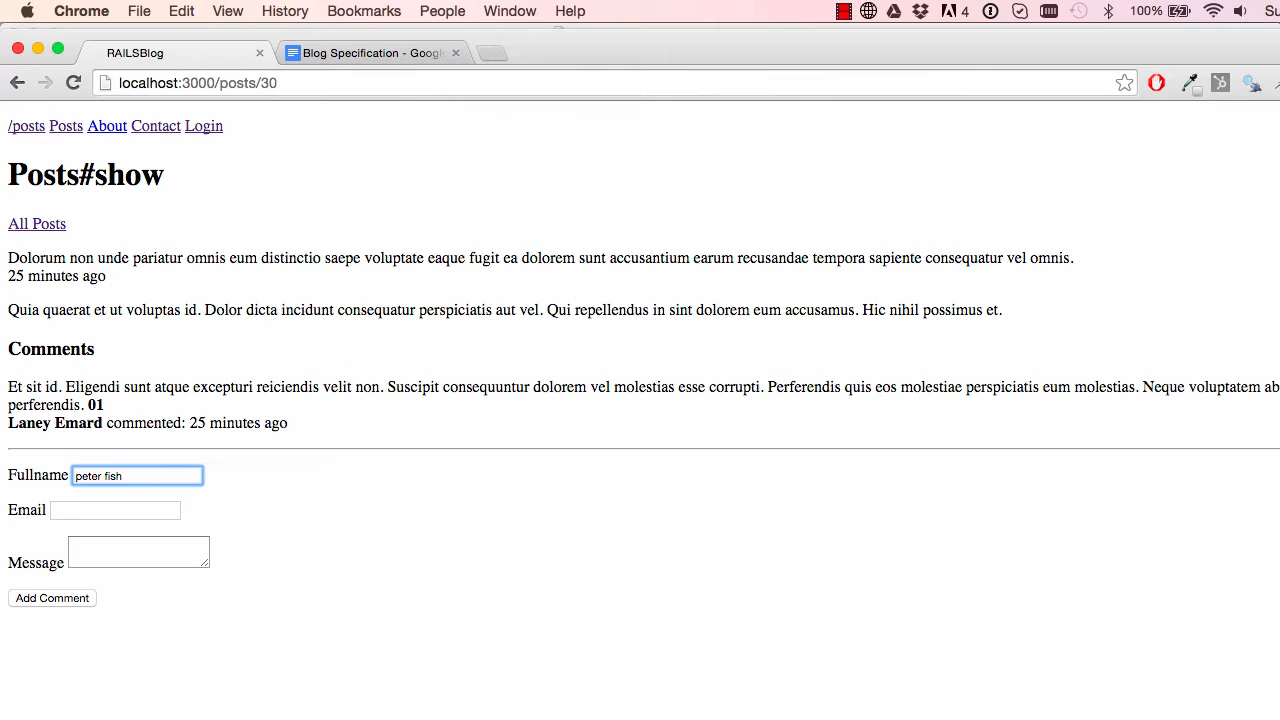 Chrome File Edit View History Bookmarks People Window Help 4 100% Su
RAILSBlog × Blog Specification - Google ×
localhost:3000/posts/30
/posts Posts About Contact Login
Posts#show
All Posts
Dolorum non unde pariatur omnis eum distinctio saepe voluptate eaque fugit ea dolorem sunt accusantium earum recusandae tempora sapiente consequatur vel omnis.
25 minutes ago
Quia quaerat et ut voluptas id. Dolor dicta incidunt consequatur perspiciatis aut vel. Qui repellendus in sint dolorem eum accusamus. Hic nihil possimus et.
Comments
Et sit id. Eligendi sunt atque excepturi reiciendis velit non. Suscipit consequuntur dolorem vel molestias esse corrupti. Perferendis quis eos molestiae perspiciatis eum molestias. Neque voluptatem ab
perferendis. 01
Laney Emard commented: 25 minutes ago
Fullname peter fish
Email
Message
Add Comment